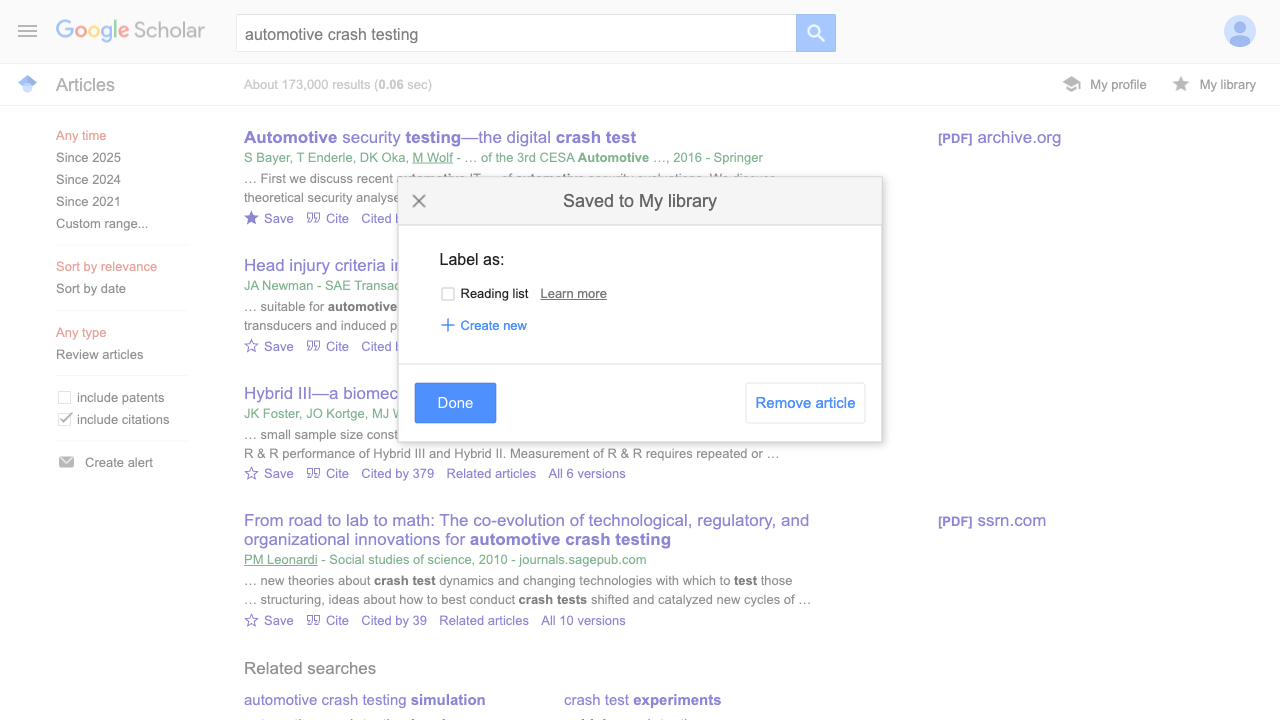 Google Scholar
automotive crash testing
Articles
About 173,000 results (0.06 sec)
My profile
My library
Any time
Since 2025
Since 2024
Since 2021
Custom range...
Sort by relevance
Sort by date
Any type
Review articles
include patents
include citations
Create alert
Automotive security testing—the digital crash test
S Bayer, T Enderle, DK Oka, M Wolf - … of the 3rd CESA Automotive …, 2016 - Springer
… First we discuss recent automotive IT … of automotive security evaluations. We discuss
theoretical security analyse
Save Cite Cited
[PDF] archive.org
Head injury criteria
JA Newman - SAE Transac
… suitable for automotive
transducers and induced p
Save Cite Cited
Hybrid III—a biomec
JK Foster, JO Kortge, MJ W
… small sample size const
R & R performance of Hybrid III and Hybrid II. Measurement of R & R requires repeated or …
Save Cite Cited by 379 Related articles All 6 versions
From road to lab to math: The co-evolution of technological, regulatory, and
organizational innovations for automotive crash testing
PM Leonardi - Social studies of science, 2010 - journals.sagepub.com
… new theories about crash test dynamics and changing technologies with which to test those
… structuring, ideas about how to best conduct crash tests shifted and catalyzed new cycles of …
Save Cite Cited by 39 Related articles All 10 versions
[PDF] ssrn.com
Related searches
automotive crash testing simulation
crash test experiments
Saved to My library
Label as:
Reading list Learn more
Create new
Done
Remove article